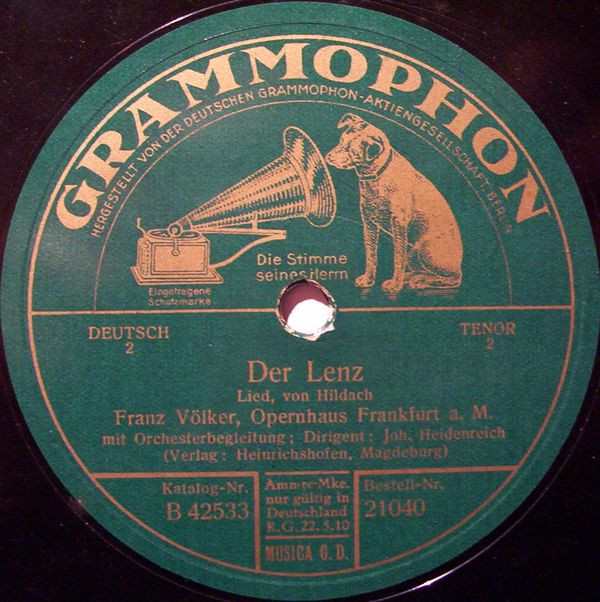 GRAMMOPHON
HERGESTELLT VON DER DEUTSCHEN GRAMMOPHON-AKTIENGESELLSCHAFT, BERLIN
Die Stimme
seines Herrn
Eingetragene
Schutzmarke
DEUTSCH
2
TENOR
2
Der Lenz
Lied, von Hildach
Franz Völker, Opernhaus Frankfurt a. M.
mit Orchesterbegleitung; Dirigent: Joh. Heidenreich
(Verlag: Heinrichshofen, Magdeburg)
Katalog-Nr.
B 42533
Ammre-Mke.
nur gültig in
Deutschland
R.G. 22.5.10
MUSICA G. D.
Bestell-Nr.
21040